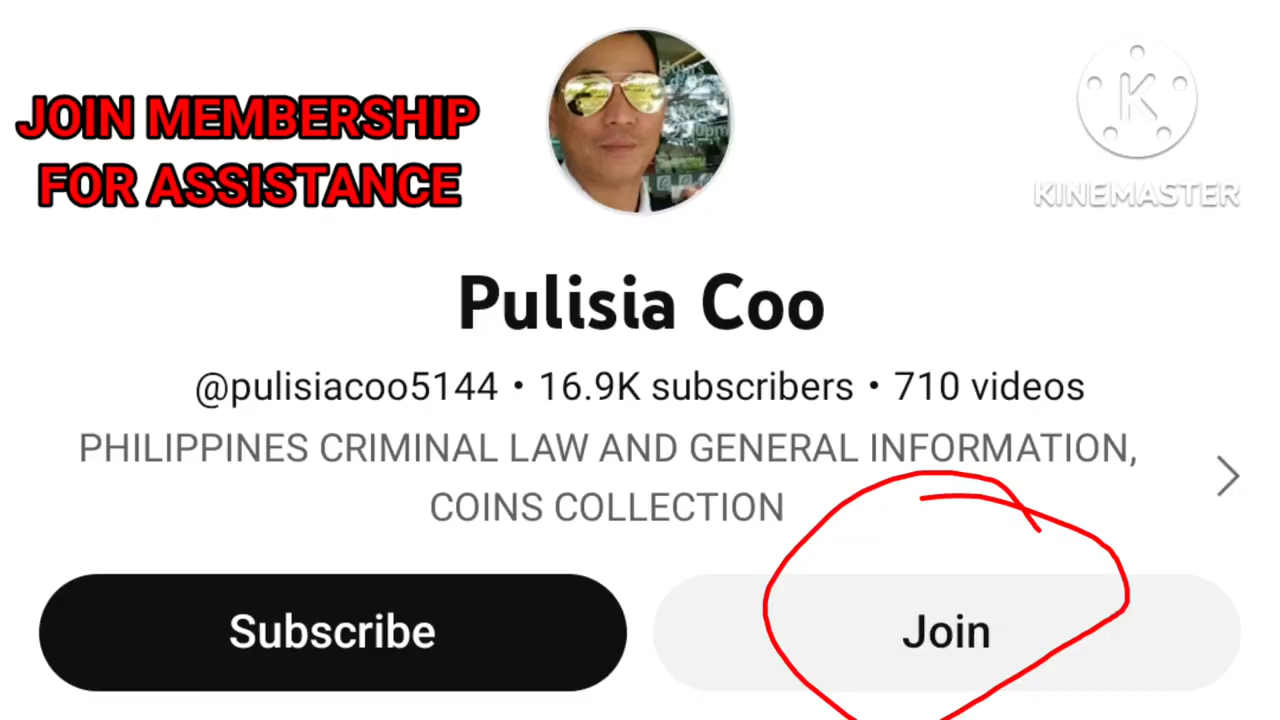 JOIN MEMBERSHIP
FOR ASSISTANCE
K
KINEMASTER
Pulisia Coo
@pulisiacoo5144 • 16.9K subscribers • 710 videos
PHILIPPINES CRIMINAL LAW AND GENERAL INFORMATION,
COINS COLLECTION
Subscribe
Join